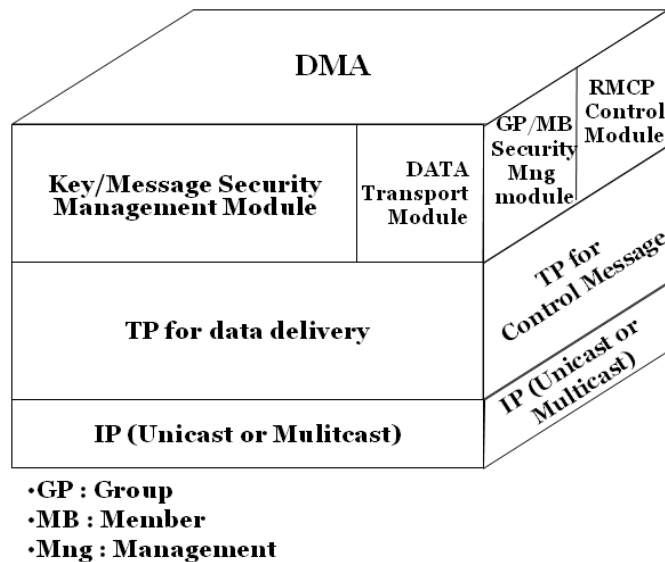 DMA
Key/Message Security
Management Module
DATA
Transport
Module
GP/MB
Security
Mng
module
RMCP
Control
Module
TP for data delivery
TP for
Control Message
IP (Unicast or Mulitcast)
IP (Unicast or
Multicast)
•GP : Group
•MB : Member
•Mng : Management